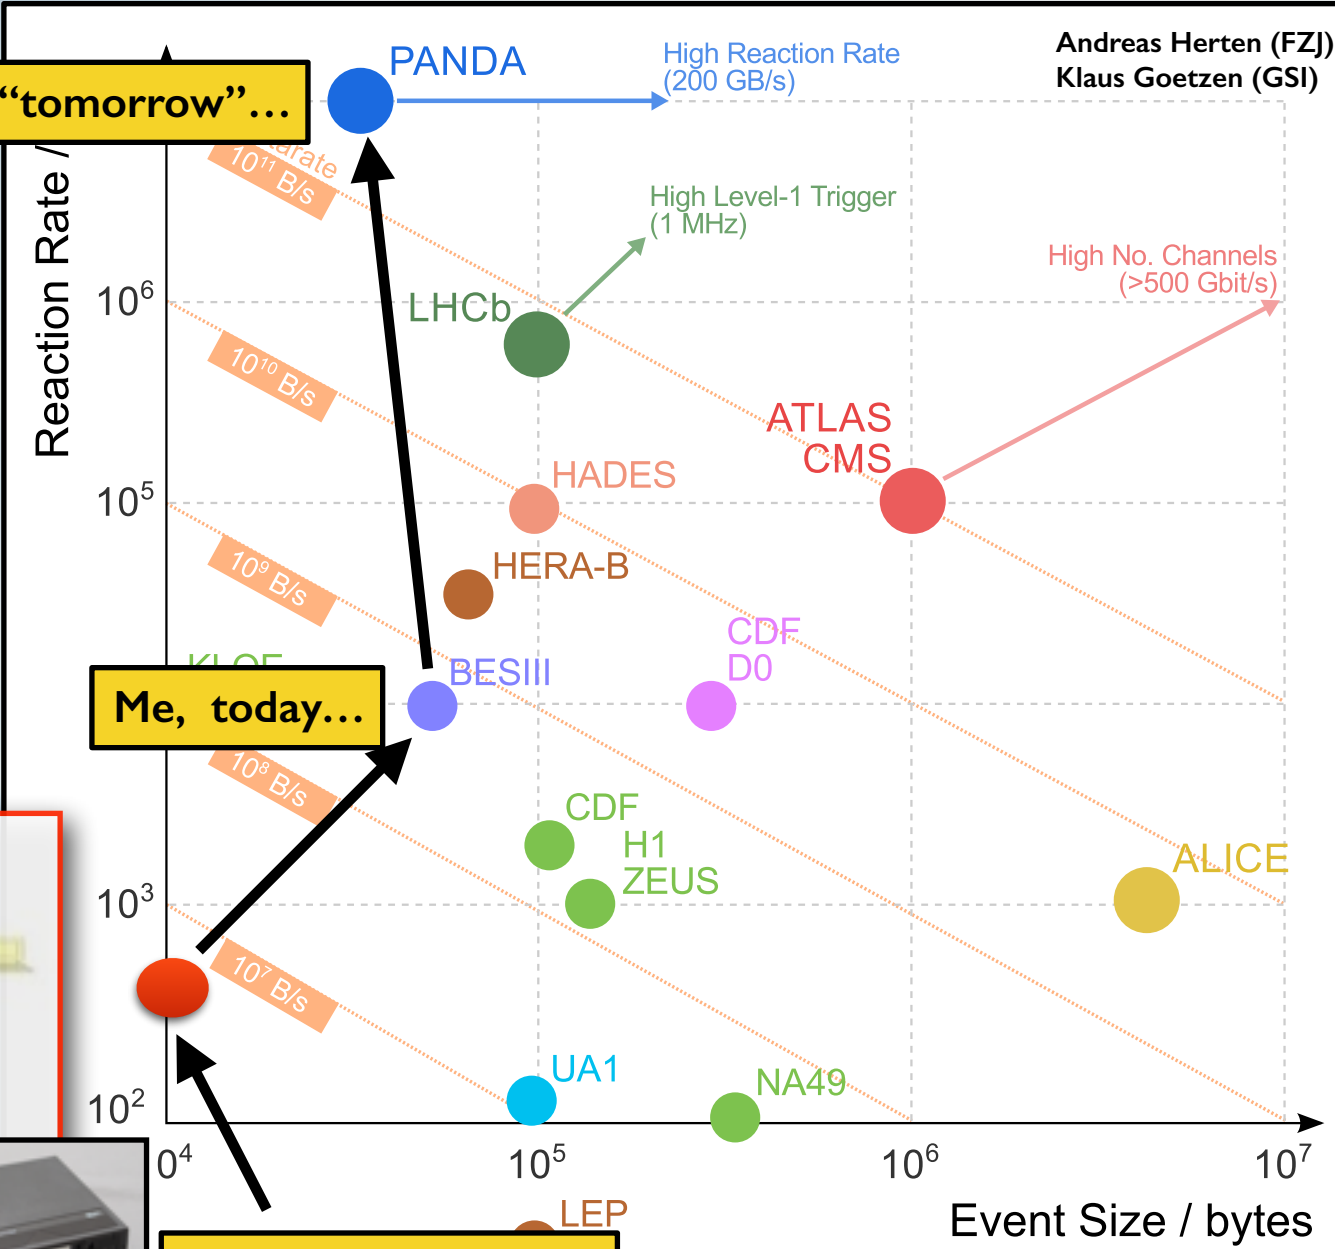 Andreas Herten (FZJ)
Klaus Goetzen (GSI)
PANDA
High Reaction Rate
(200 GB/s)
“tomorrow”…
10¹¹ B/s
High Level-1 Trigger
(1 MHz)
High No. Channels
(>500 Gbit/s)
Reaction Rate /
10⁶
LHCb
10¹⁰ B/s
ATLAS
CMS
HADES
10⁵
10⁹ B/s
HERA-B
CDF
D0
KLOE
BESIII
Me, today…
10⁸ B/s
CDF
H1
ZEUS
ALICE
10³
10⁷ B/s
UA1
NA49
10²
0⁴
10⁵
10⁶
10⁷
LEP
Event Size / bytes